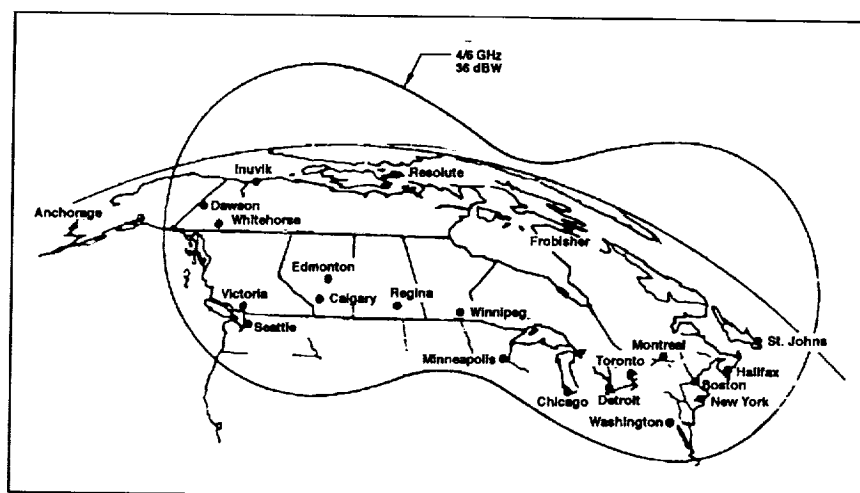 4/6 GHz
36 dBW
Inuvik
Resolute
Dawson
Anchorage
Whitehorse
Frobisher
Edmonton
Victoria
Calgary
Regina
Winnipeg
Seattle
St. Johns
Montreal
Minneapolis
Toronto
Halifax
Boston
Chicago
Detroit
New York
Washington